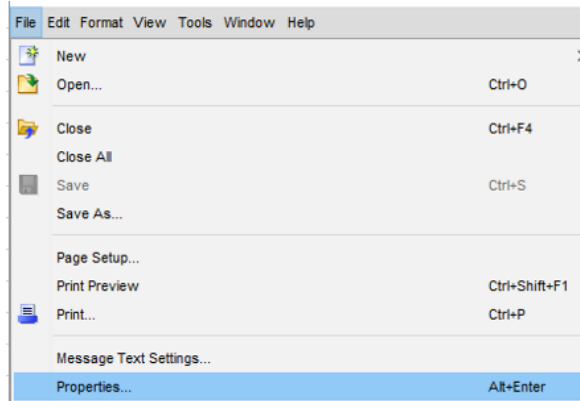 File Edit Format View Tools Window Help
New
Open... Ctrl+O
Close Ctrl+F4
Close All
Save Ctrl+S
Save As...
Page Setup...
Print Preview Ctrl+Shift+F1
Print... Ctrl+P
Message Text Settings...
Properties... Alt+Enter